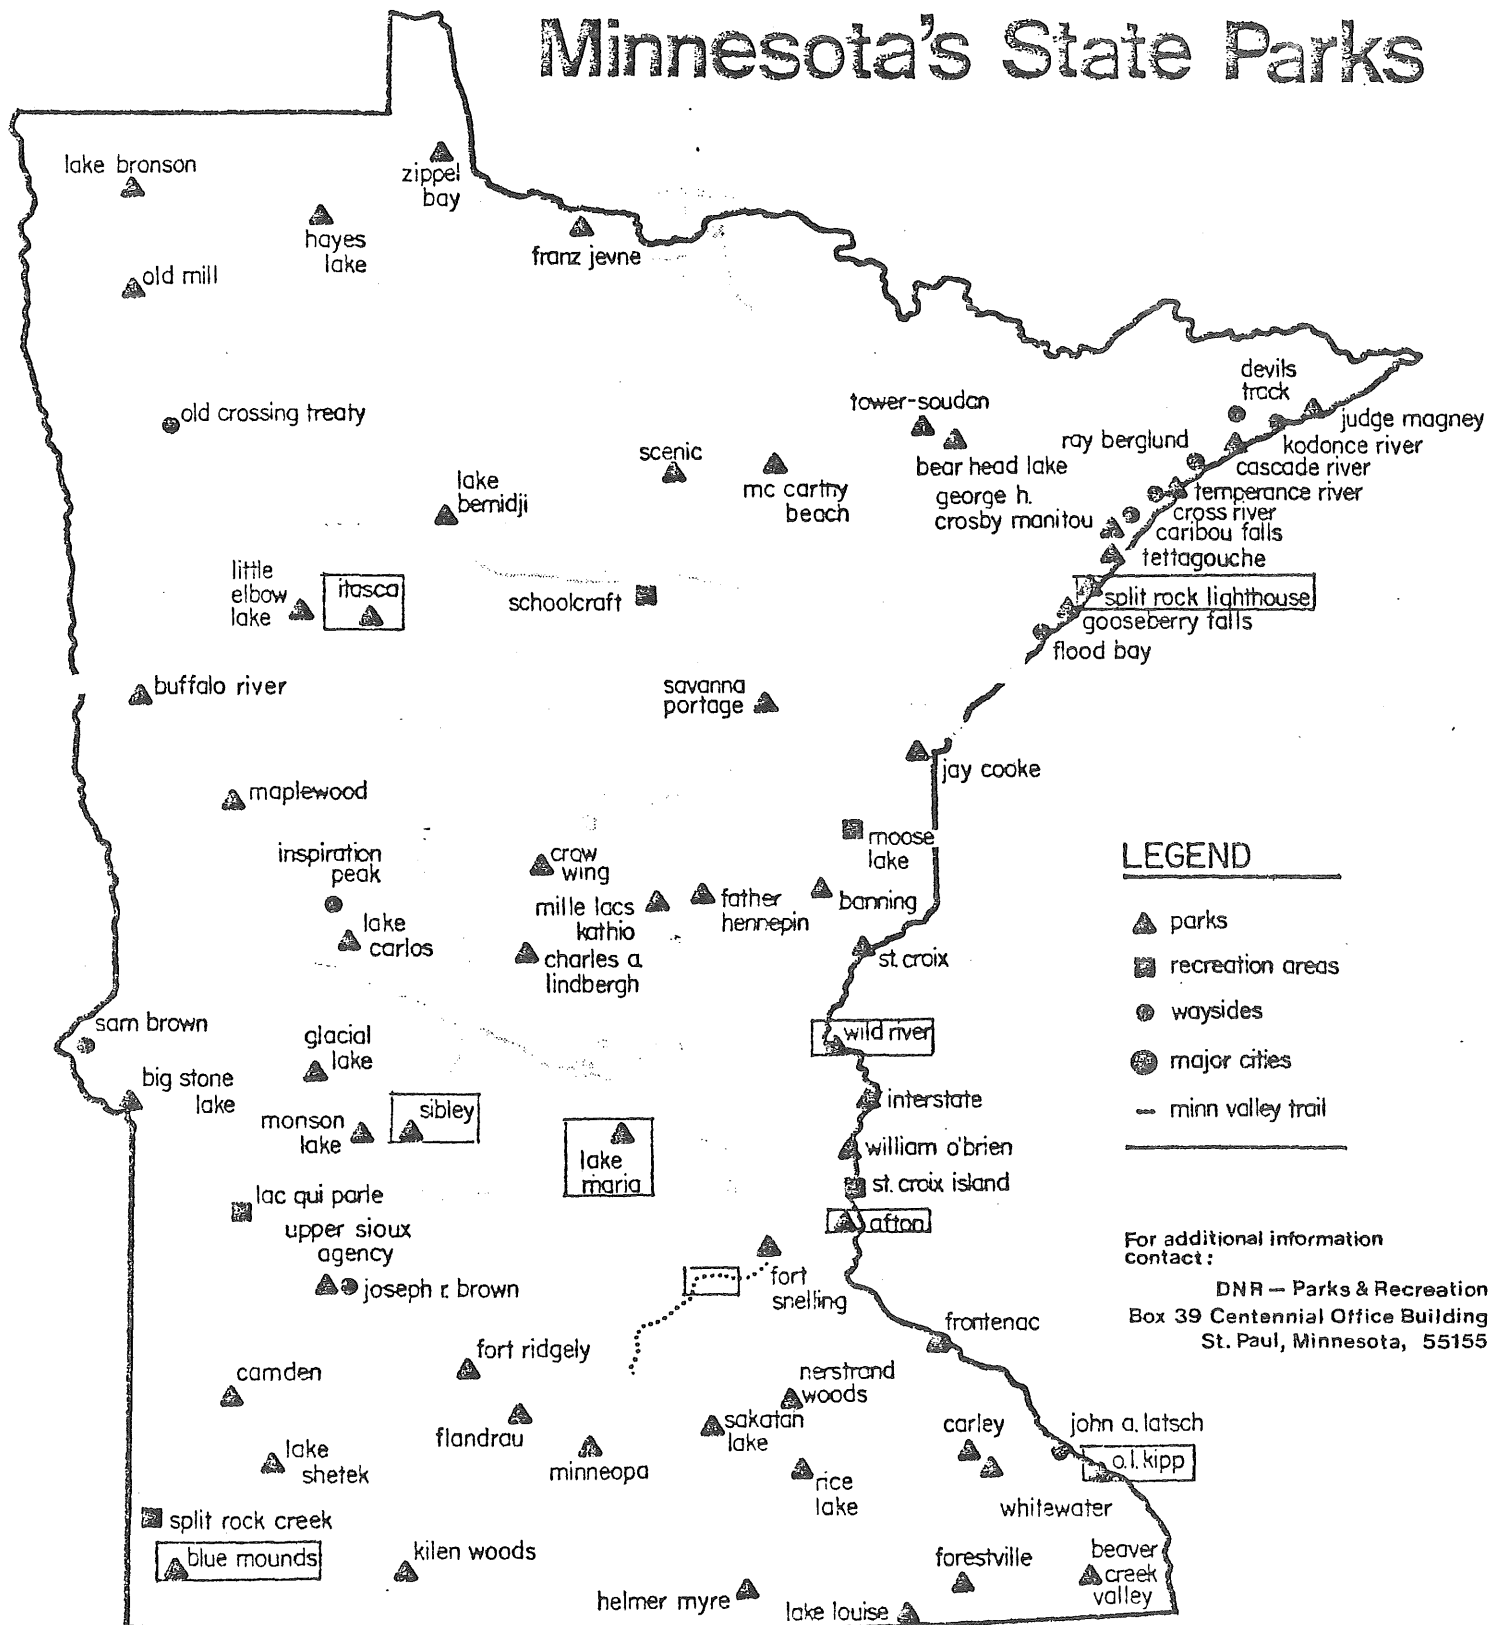 Minnesota's State Parks
lake bronson
zippel
bay
hayes
lake
franz jevne
old mill
devils
track
old crossing treaty
tower-soudan
judge magney
ray berglund
kodonce river
scenic
bear head lake
cascade river
lake
bemidji
mc carthy
beach
george h.
crosby manitou
temperance river
cross river
caribou falls
tettagouche
little
elbow
lake
itasca
schoolcraft
split rock lighthouse
gooseberry falls
flood bay
buffalo river
savanna
portage
jay cooke
maplewood
moose
lake
inspiration
peak
crow
wing
LEGEND
mille lacs
kathio
father
hennepin
banning
parks
lake
carlos
charles a.
lindbergh
st. croix
recreation areas
waysides
sam brown
glacial
lake
wild river
major cities
big stone
lake
interstate
minn valley trail
monson
lake
sibley
lake
maria
william o'brien
st. croix island
lac qui parle
afton
upper sioux
agency
joseph r. brown
fort
snelling
For additional information
contact:
DNR — Parks & Recreation
Box 39 Centennial Office Building
St. Paul, Minnesota, 55155
frontenac
fort ridgely
camden
nerstrand
woods
flandrau
sakatah
lake
carley
john a. latsch
lake
shetek
minneopa
o.l. kipp
rice
lake
whitewater
split rock creek
blue mounds
kilen woods
forestville
beaver
creek
valley
helmer myre
lake louise